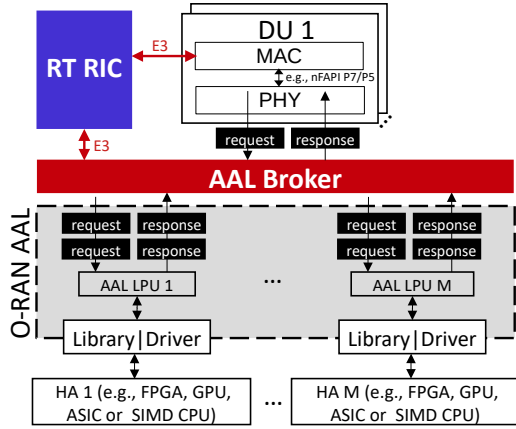 RT RIC
E3
DU 1
MAC
e.g., nFAPI P7/P5
PHY
request response
E3
AAL Broker
O-RAN AAL
request response request response
request response request response
AAL LPU 1 ... AAL LPU M
Library|Driver Library|Driver
HA 1 (e.g., FPGA, GPU, ASIC or SIMD CPU)
...
HA M (e.g., FPGA, GPU, ASIC or SIMD CPU)